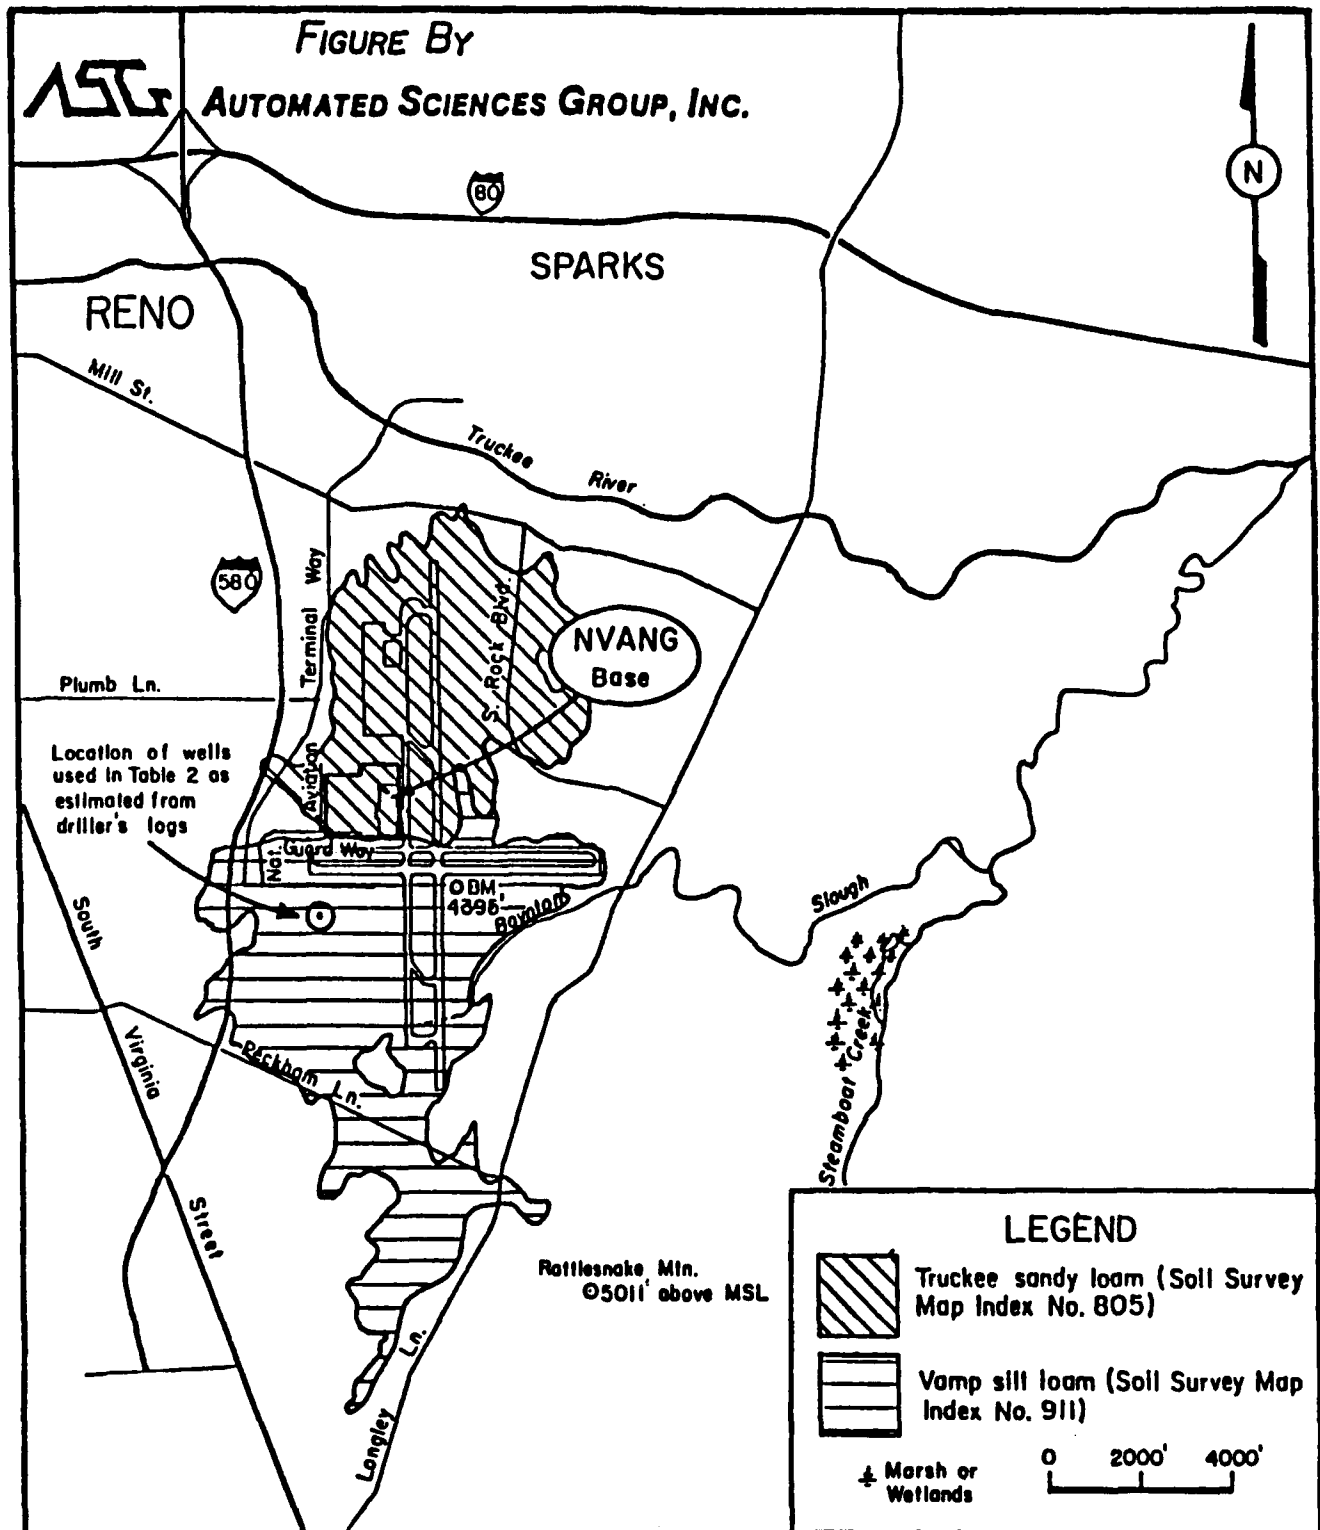 FIGURE BY
ASG
AUTOMATED SCIENCES GROUP, INC.
N
80
SPARKS
RENO
Mill St.
Truckee River
580
Terminal Way
S. Rock Blvd.
NVANG
Base
Plumb Ln.
Location of wells
used in Table 2 as
estimated from
driller's logs
Aviation
Nat. Guard Way
BM
Boynton
Slough
South Virginia Street
Peckham Ln.
Steamboat Creek
Rattlesnake Mtn.
5011' above MSL
Longley Ln.
LEGEND
Truckee sandy loam (Soil Survey
Map Index No. 805)
Vamp silt loam (Soil Survey Map
Index No. 911)
Marsh or
Wetlands
0 2000' 4000'